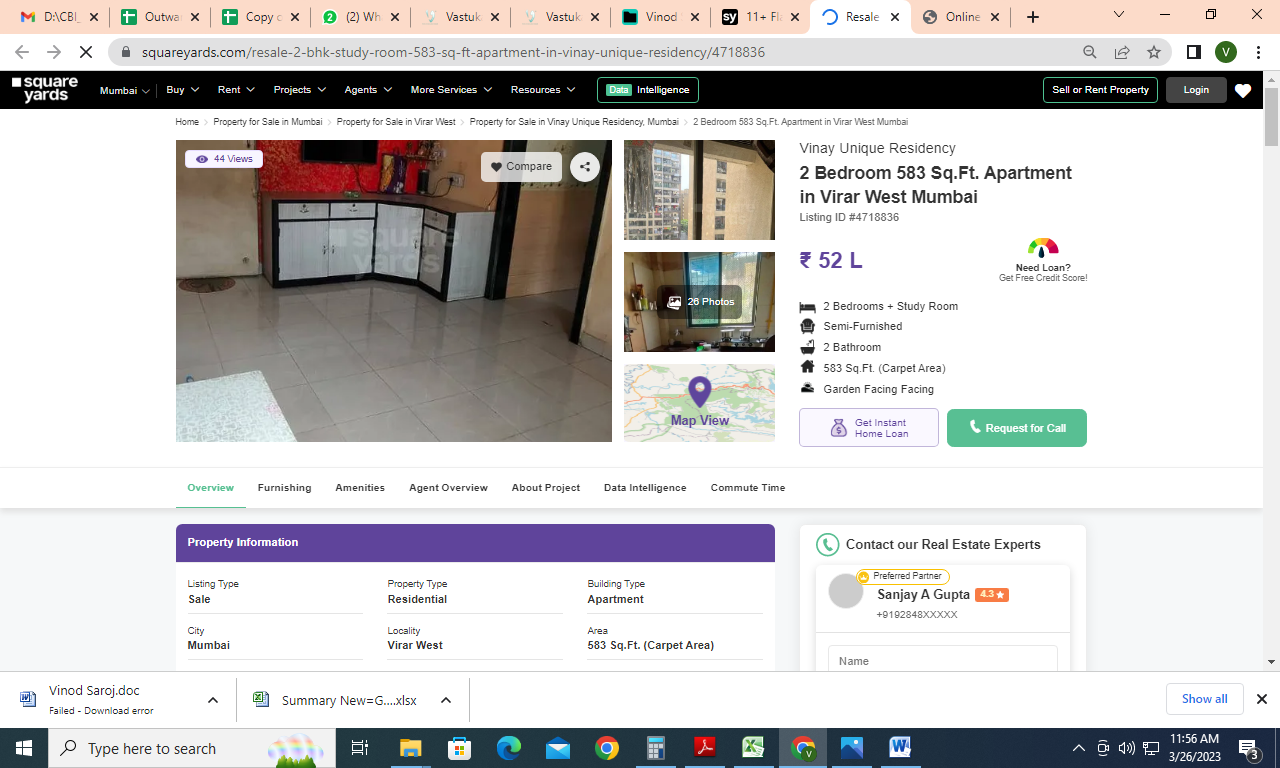 D:\CBI_
Outwa
Copy c
(2) Wh
Vastuk
Vastuk
Vinod
11+ Fl
Resale
Online
squareyards.com/resale-2-bhk-study-room-583-sq-ft-apartment-in-vinay-unique-residency/4718836
V
square
yards
Mumbai
Buy
Rent
Projects
Agents
More Services
Resources
Data Intelligence
Sell or Rent Property
Login
Home > Property for Sale in Mumbai > Property for Sale in Virar West > Property for Sale in Vinay Unique Residency, Mumbai > 2 Bedroom 583 Sq.Ft. Apartment in Virar West Mumbai
44 Views
Compare
square
yards
26 Photos
Map View
Vinay Unique Residency
2 Bedroom 583 Sq.Ft. Apartment
in Virar West Mumbai
Listing ID #4718836
₹ 52 L
Need Loan?
Get Free Credit Score!
2 Bedrooms + Study Room
Semi-Furnished
2 Bathroom
583 Sq.Ft. (Carpet Area)
Garden Facing Facing
Get Instant
Home Loan
Request for Call
Overview
Furnishing
Amenities
Agent Overview
About Project
Data Intelligence
Commute Time
Property Information
Listing Type
Sale
Property Type
Residential
Building Type
Apartment
City
Mumbai
Locality
Virar West
Area
583 Sq.Ft. (Carpet Area)
Contact our Real Estate Experts
Preferred Partner
Sanjay A Gupta 4.3
+9192848XXXXX
Name
Vinod Saroj.doc
Failed - Download error
Summary New=G....xlsx
Show all
Type here to search
11:56 AM
3/26/2023
3